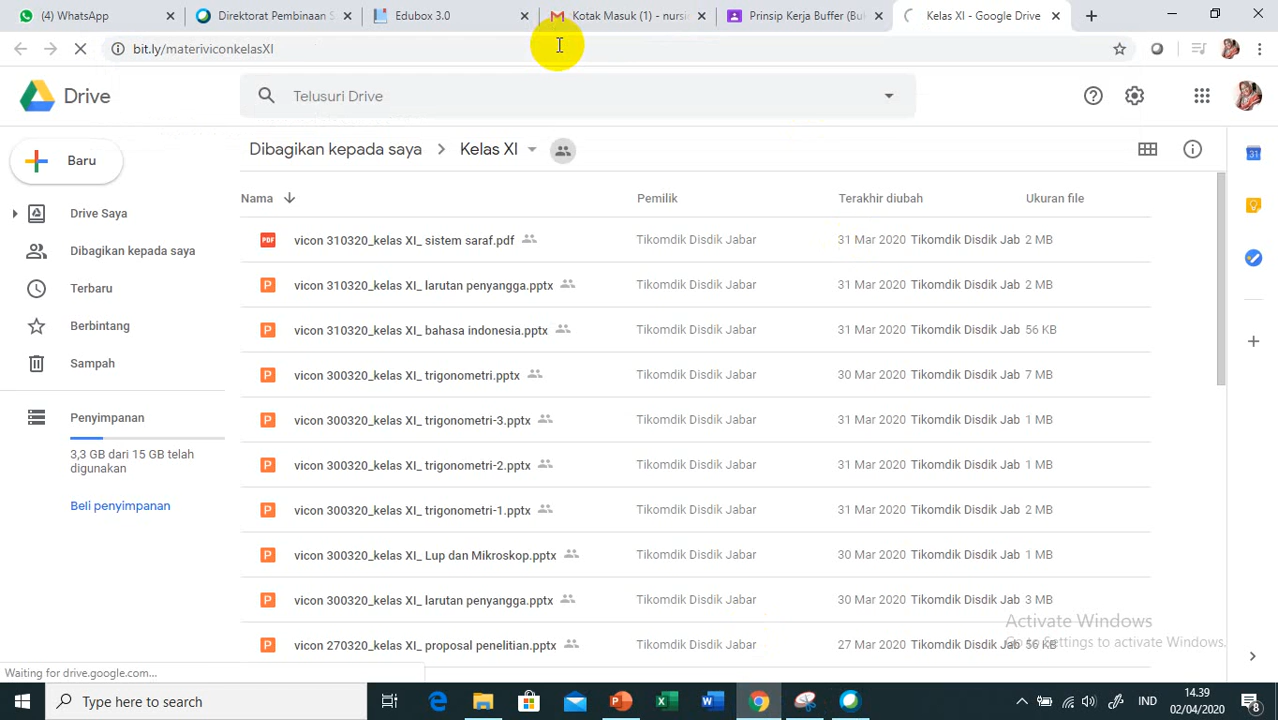 (4) WhatsApp
Direktorat Pembinaan S
Edubox 3.0
Kotak Masuk (1) - nursin
Prinsip Kerja Buffer (Bu
Kelas XI - Google Drive
bit.ly/materiviconkelasXI
Drive
Telusuri Drive
Baru
Dibagikan kepada saya
Kelas XI
31
Nama
Pemilik
Terakhir diubah
Ukuran file
Drive Saya
Dibagikan kepada saya
Terbaru
Berbintang
Sampah
Penyimpanan
3,3 GB dari 15 GB telah
digunakan
Beli penyimpanan
PDF vicon 310320_kelas XI_ sistem saraf.pdf Tikomdik Disdik Jabar 31 Mar 2020 Tikomdik Disdik Jab 2 MB
P vicon 310320_kelas XI_ larutan penyangga.pptx Tikomdik Disdik Jabar 31 Mar 2020 Tikomdik Disdik Jab 2 MB
P vicon 310320_kelas XI_ bahasa indonesia.pptx Tikomdik Disdik Jabar 31 Mar 2020 Tikomdik Disdik Jab 56 KB
P vicon 300320_kelas XI_ trigonometri.pptx Tikomdik Disdik Jabar 30 Mar 2020 Tikomdik Disdik Jab 7 MB
P vicon 300320_kelas XI_ trigonometri-3.pptx Tikomdik Disdik Jabar 31 Mar 2020 Tikomdik Disdik Jab 1 MB
P vicon 300320_kelas XI_ trigonometri-2.pptx Tikomdik Disdik Jabar 31 Mar 2020 Tikomdik Disdik Jab 1 MB
P vicon 300320_kelas XI_ trigonometri-1.pptx Tikomdik Disdik Jabar 31 Mar 2020 Tikomdik Disdik Jab 2 MB
P vicon 300320_kelas XI_ Lup dan Mikroskop.pptx Tikomdik Disdik Jabar 30 Mar 2020 Tikomdik Disdik Jab 1 MB
P vicon 300320_kelas XI_ larutan penyangga.pptx Tikomdik Disdik Jabar 30 Mar 2020 Tikomdik Disdik Jab 3 MB
P vicon 270320_kelas XI_ proposal penelitian.pptx Tikomdik Disdik Jabar 27 Mar 2020 Tikomdik Disdik Jab 56 KB
Activate Windows
Go to Settings to activate Windows.
Waiting for drive.google.com...
Type here to search
IND
14.39
02/04/2020
8